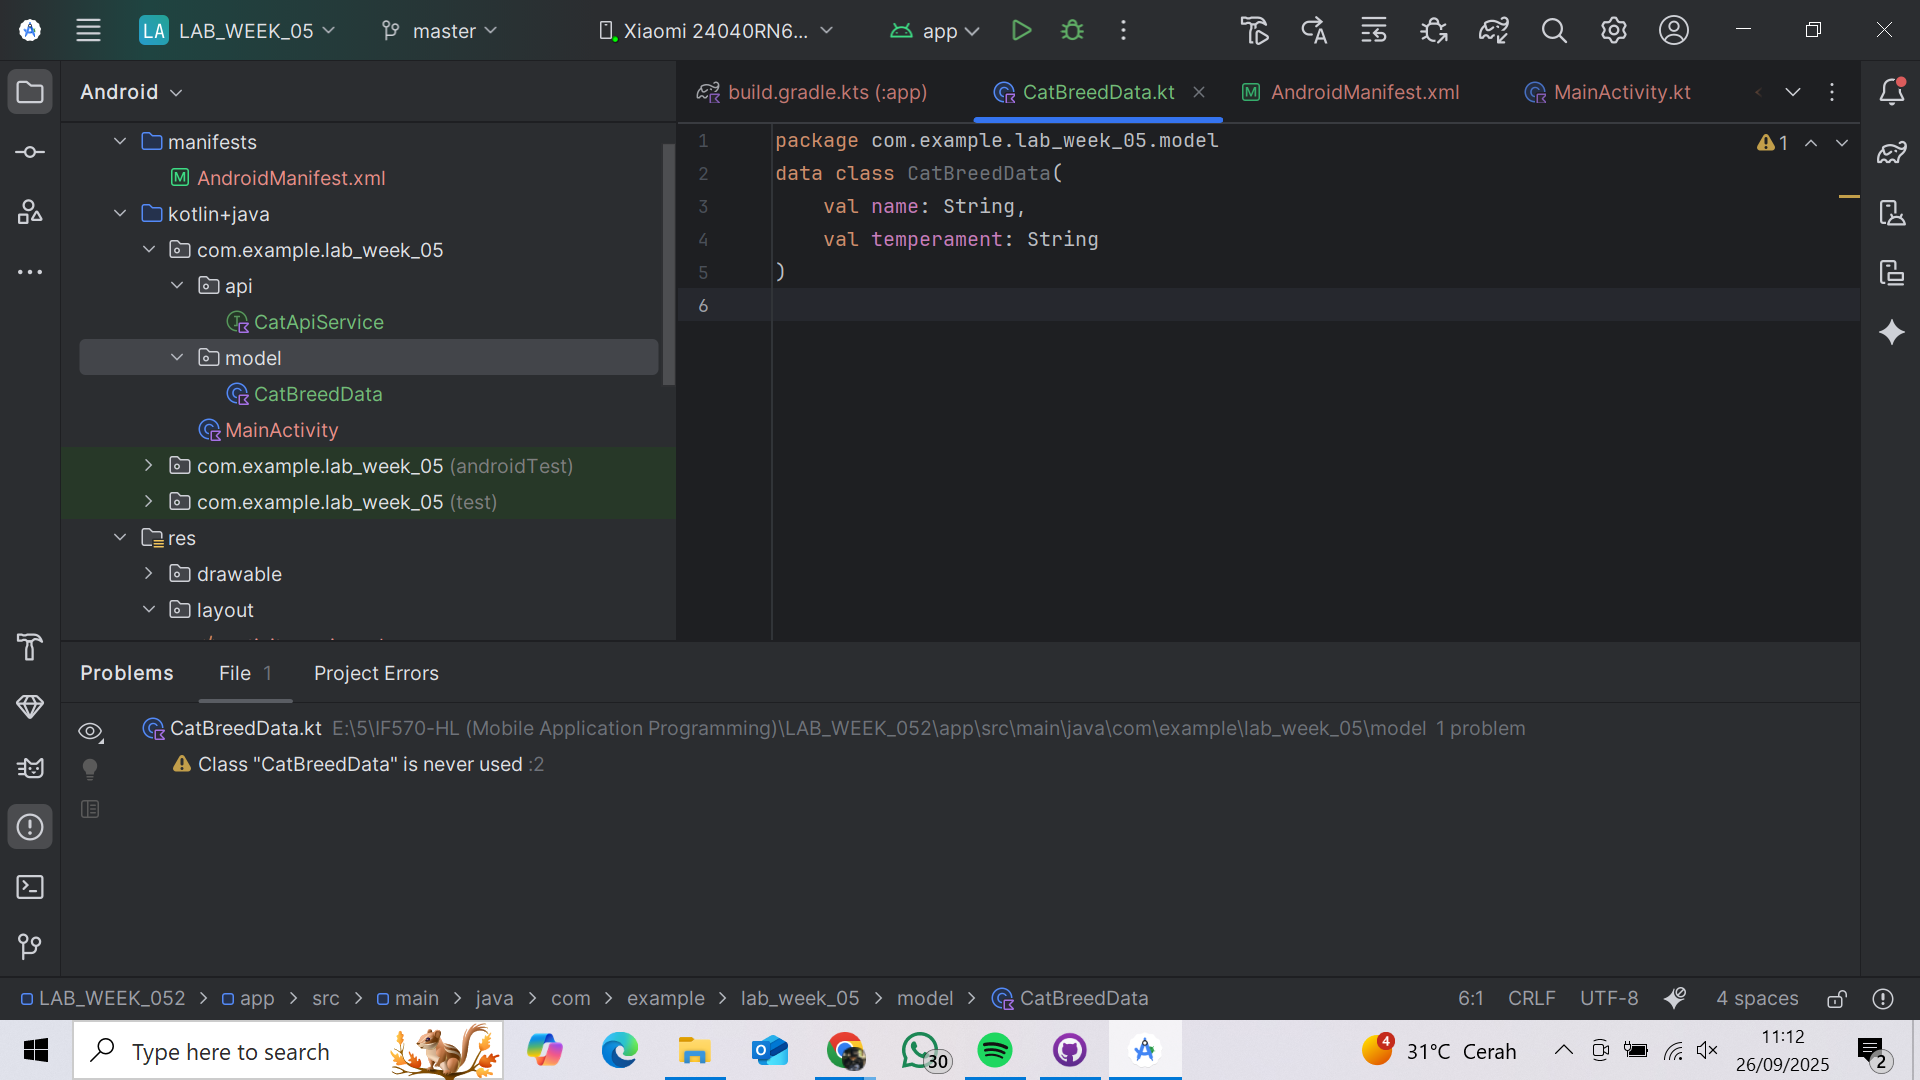 LA LAB_WEEK_05 master Xiaomi 24040RN6... app
Android
manifests
AndroidManifest.xml
kotlin+java
com.example.lab_week_05
api
CatApiService
model
CatBreedData
MainActivity
com.example.lab_week_05 (androidTest)
com.example.lab_week_05 (test)
res
drawable
layout
build.gradle.kts (:app) CatBreedData.kt AndroidManifest.xml MainActivity.kt
1 package com.example.lab_week_05.model
2 data class CatBreedData(
3 val name: String,
4 val temperament: String
5 )
6
1
Problems File 1 Project Errors
CatBreedData.kt E:\5\IF570-HL (Mobile Application Programming)\LAB_WEEK_052\app\src\main\java\com\example\lab_week_05\model 1 problem
Class "CatBreedData" is never used :2
LAB_WEEK_052 > app > src > main > java > com > example > lab_week_05 > model > CatBreedData 6:1 CRLF UTF-8 4 spaces
Type here to search
30
4
31°C Cerah
11:12
26/09/2025
2